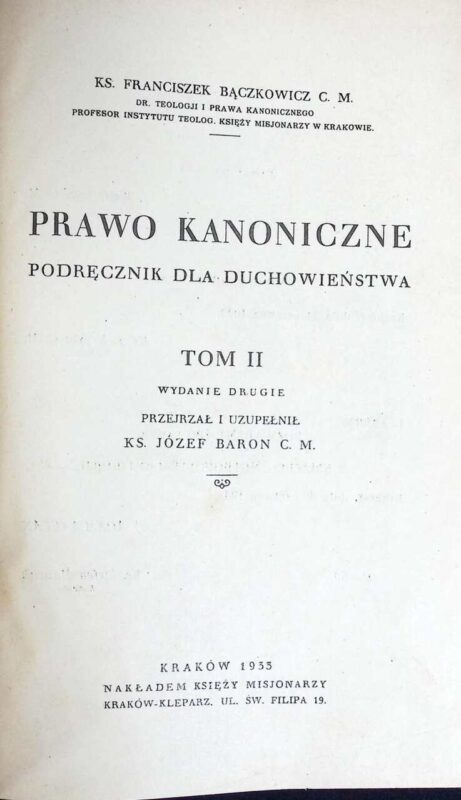 KS. FRANCISZEK BĄCZKOWICZ C. M.
DR. TEOLOGJI I PRAWA KANONICZNEGO
PROFESOR INSTYTUTU TEOLOG. KSIĘŻY MISJONARZY W KRAKOWIE.
PRAWO KANONICZNE
PODRĘCZNIK DLA DUCHOWIEŃSTWA
TOM II
WYDANIE DRUGIE
PRZEJRZAŁ I UZUPEŁNIŁ
KS. JÓZEF BARON C. M.
KRAKÓW 1933
NAKŁADEM KSIĘŻY MISJONARZY
KRAKÓW-KLEPARZ. UL. ŚW. FILIPA 19.